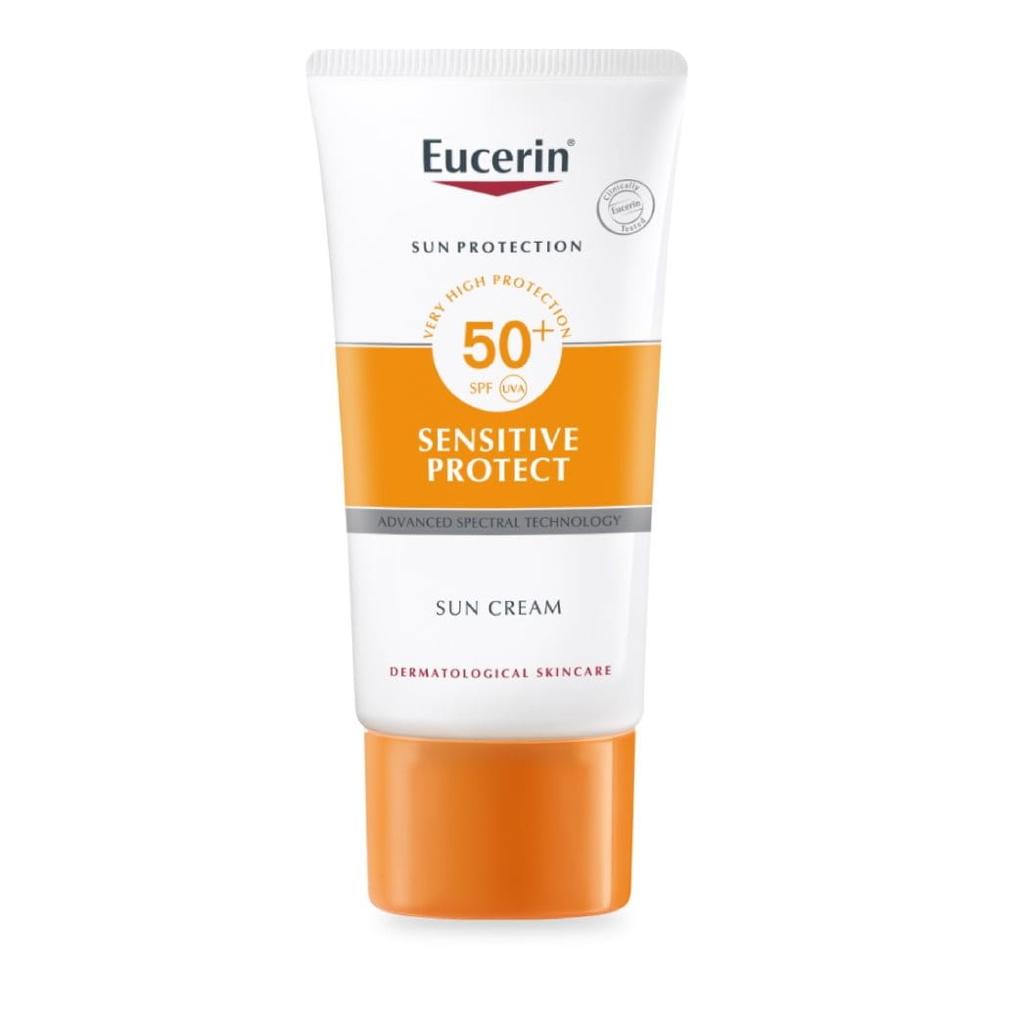 Eucerin®
Clinically
Eucerin
Tested
SUN PROTECTION
VERY HIGH PROTECTION
50+
SPF UVA
SENSITIVE
PROTECT
ADVANCED SPECTRAL TECHNOLOGY
SUN CREAM
DERMATOLOGICAL SKINCARE